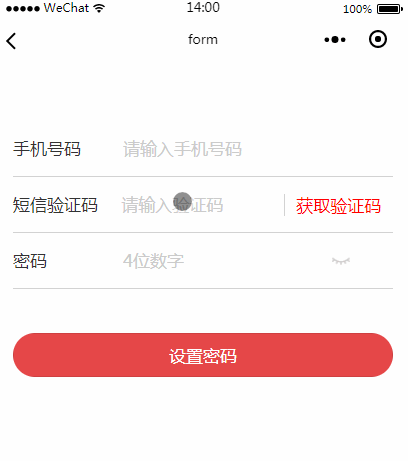 WeChat 14:00 100%
form
手机号码 请输入手机号码
短信验证码 请输入验证码 获取验证码
密码 4位数字
设置密码